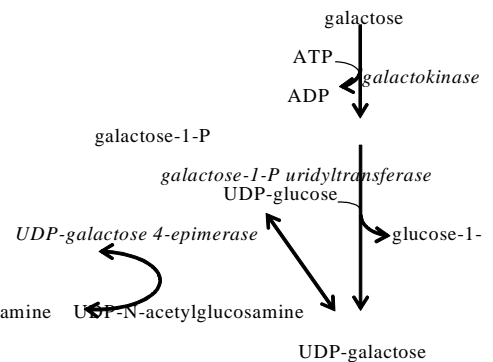 galactose
ATP
galactokinase
ADP
galactose-1-P
galactose-1-P uridyltransferase
UDP-glucose
UDP-galactose 4-epimerase
glucose-1-
amine UDP-N-acetylglucosamine
UDP-galactose